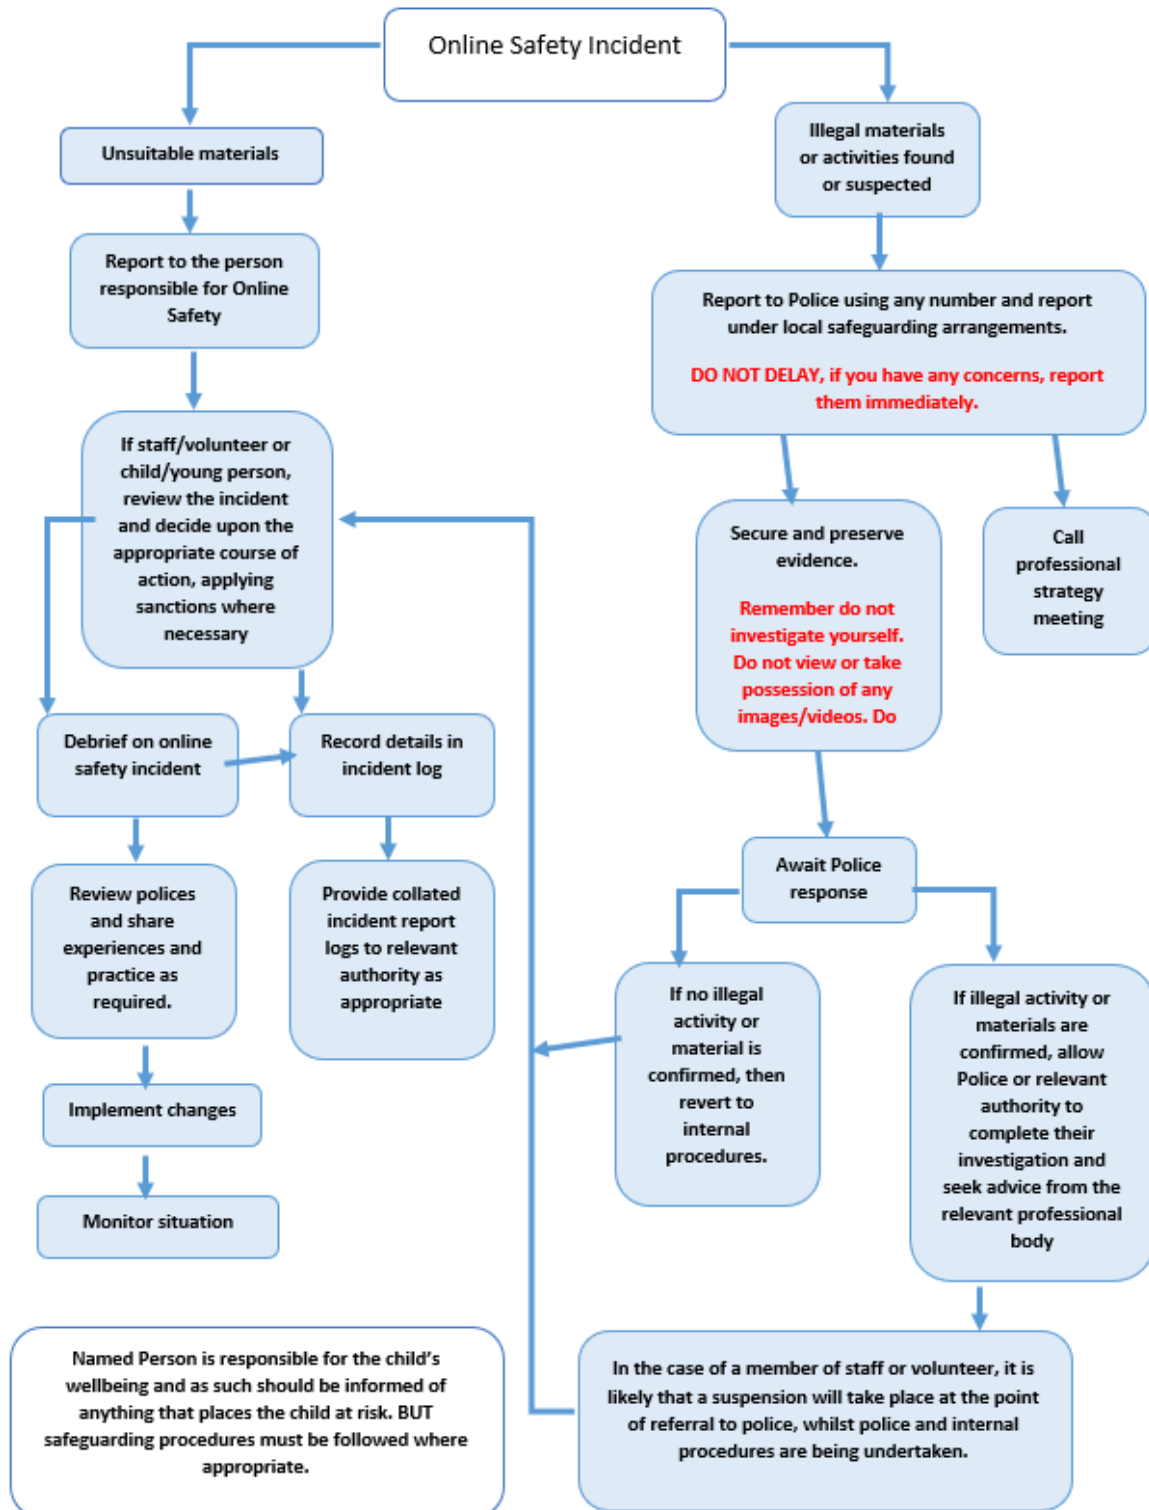 Online Safety Incident
Unsuitable materials
Report to the person
responsible for Online
Safety
If staff/volunteer or
child/young person,
review the incident
and decide upon the
appropriate course of
action, applying
sanctions where
necessary
Debrief on online
safety incident
Record details in
incident log
Review polices
and share
experiences and
practice as
required.
Provide collated
incident report
logs to relevant
authority as
appropriate
Implement changes
Monitor situation
Illegal materials
or activities found
or suspected
Report to Police using any number and report
under local safeguarding arrangements.
DO NOT DELAY, if you have any concerns, report
them immediately.
Secure and preserve
evidence.
Remember do not
investigate yourself.
Do not view or take
possession of any
images/videos. Do
Call
professional
strategy
meeting
Await Police
response
If no illegal
activity or
material is
confirmed, then
revert to
internal
procedures.
If illegal activity or
materials are
confirmed, allow
Police or relevant
authority to
complete their
investigation and
seek advice from the
relevant professional
body
In the case of a member of staff or volunteer, it is
likely that a suspension will take place at the point
of referral to police, whilst police and internal
procedures are being undertaken.
Named Person is responsible for the child’s
wellbeing and as such should be informed of
anything that places the child at risk. BUT
safeguarding procedures must be followed where
appropriate.